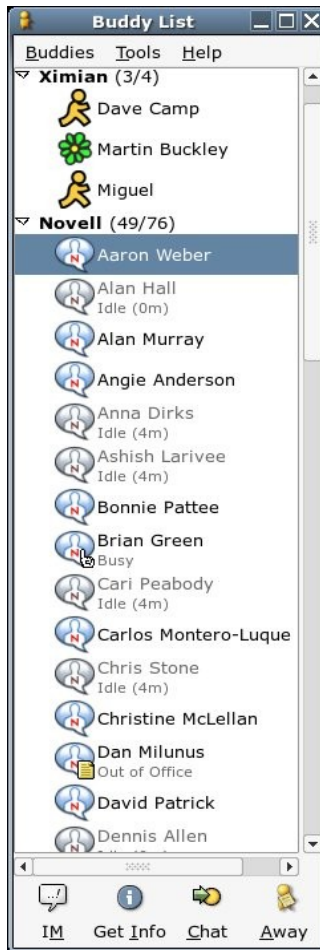 Buddy List
Buddies Tools Help
Ximian (3/4)
Dave Camp
Martin Buckley
Miguel
Novell (49/76)
Aaron Weber
Alan Hall
Idle (0m)
Alan Murray
Angie Anderson
Anna Dirks
Idle (4m)
Ashish Larivee
Idle (4m)
Bonnie Pattee
Brian Green
Busy
Cari Peabody
Idle (4m)
Carlos Montero-Luque
Chris Stone
Idle (4m)
Christine McLellan
Dan Milunus
Out of Office
David Patrick
Dennis Allen
IM Get Info Chat Away